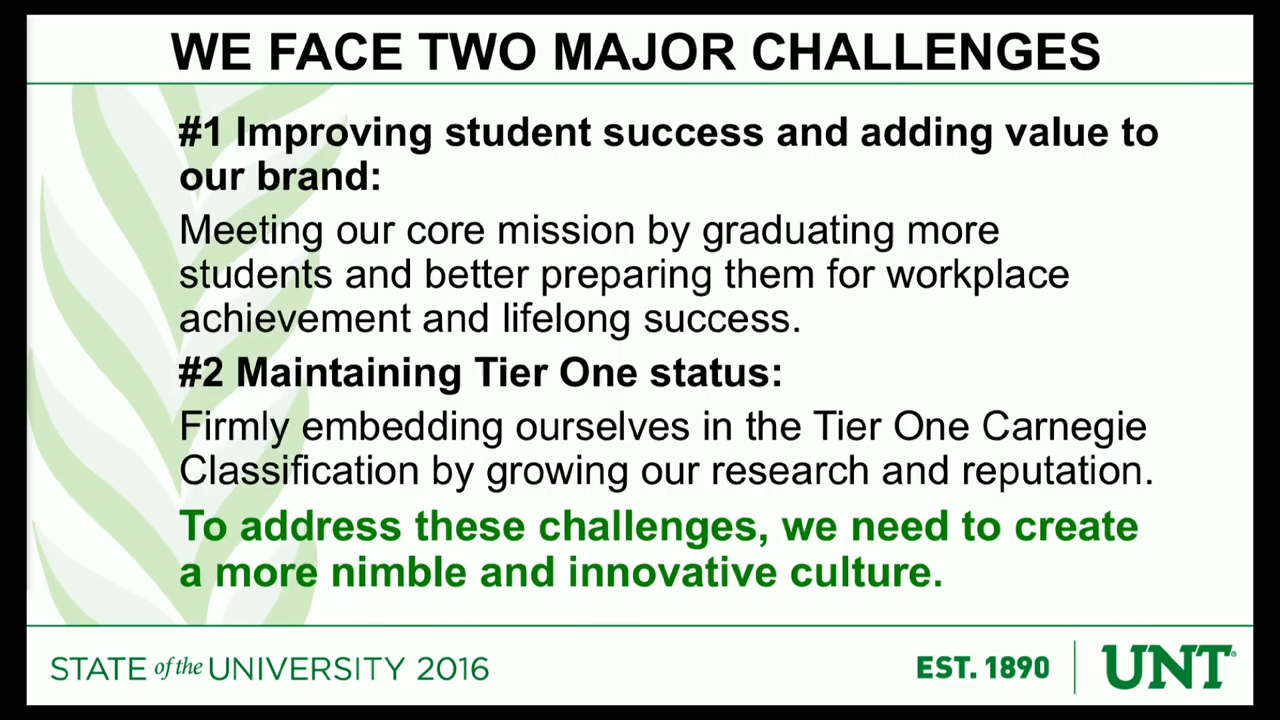 WE FACE TWO MAJOR CHALLENGES
#1 Improving student success and adding value to
our brand:
Meeting our core mission by graduating more
students and better preparing them for workplace
achievement and lifelong success.
#2 Maintaining Tier One status:
Firmly embedding ourselves in the Tier One Carnegie
Classification by growing our research and reputation.
To address these challenges, we need to create
a more nimble and innovative culture.
STATE of the UNIVERSITY 2016
EST. 1890
UNT®